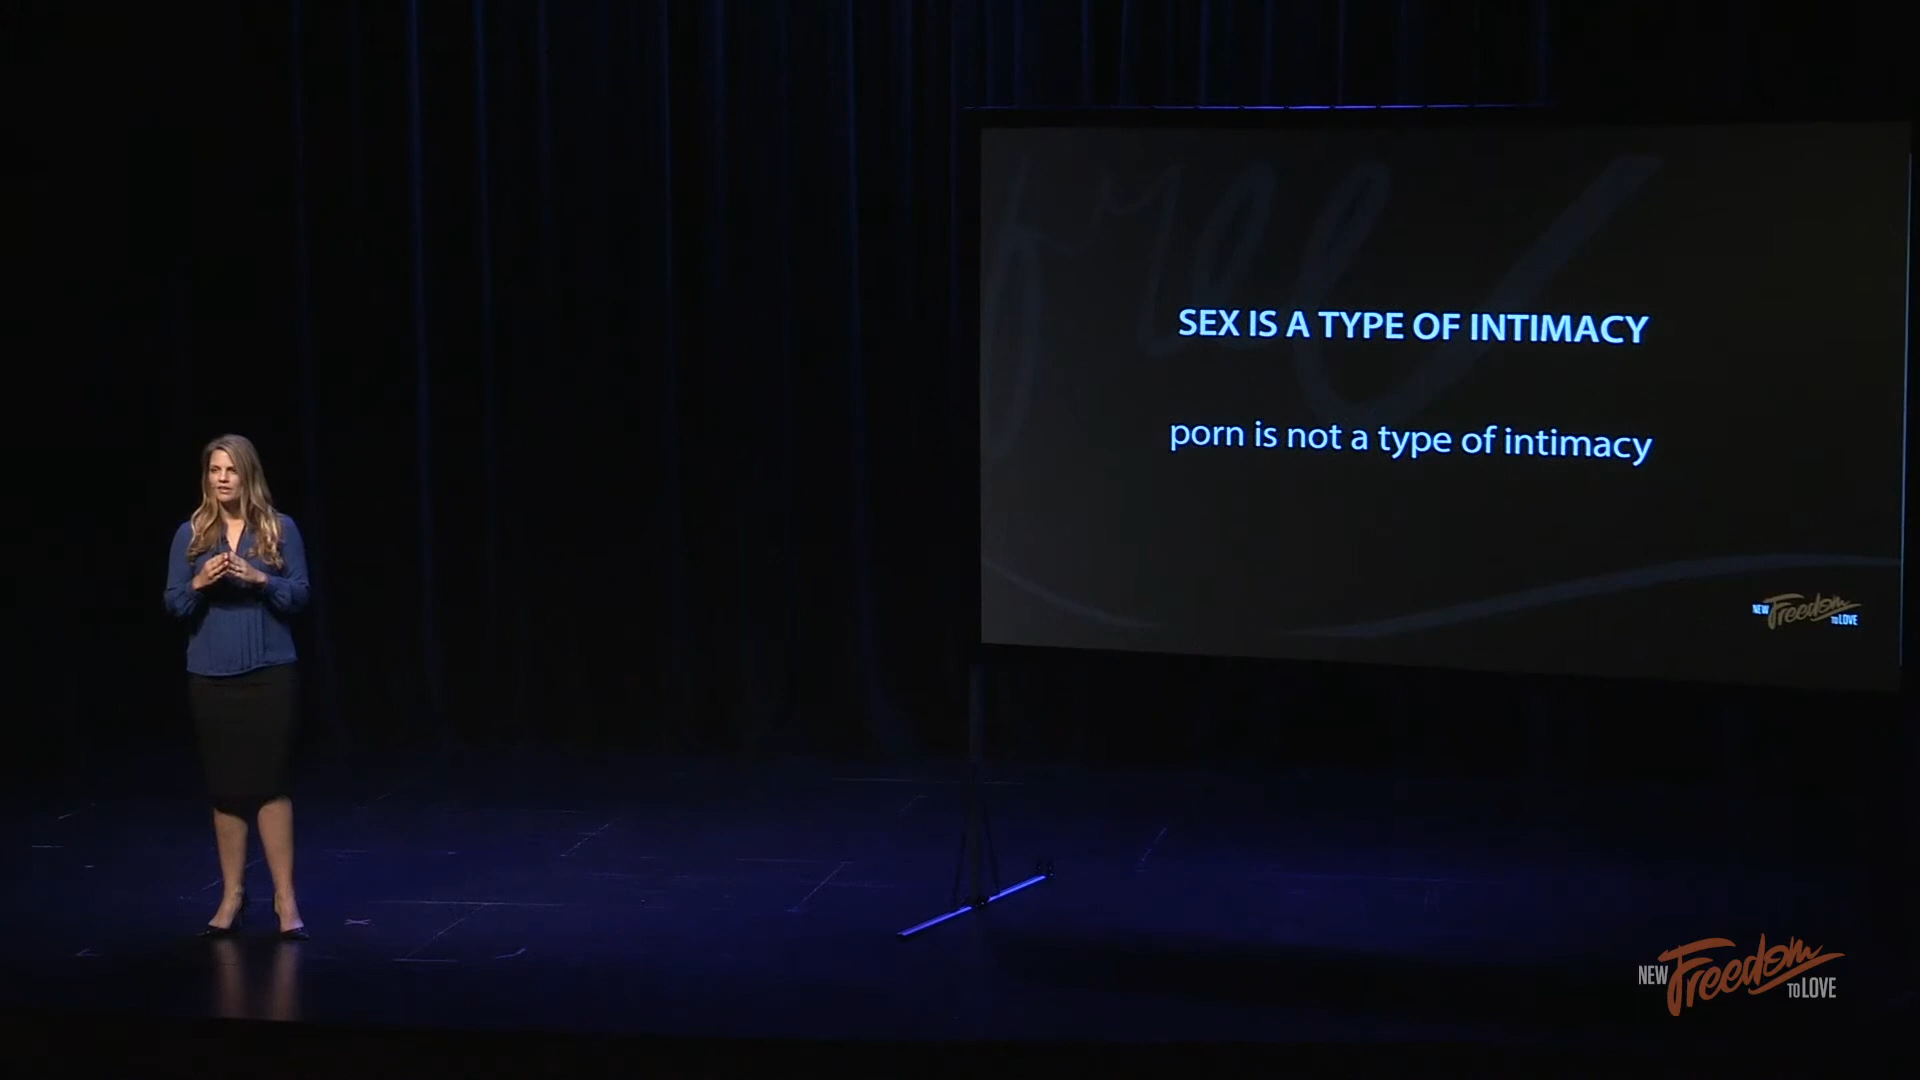 free
SEX IS A TYPE OF INTIMACY
porn is not a type of intimacy
NEW Freedom TO LOVE
NEW Freedom TO LOVE